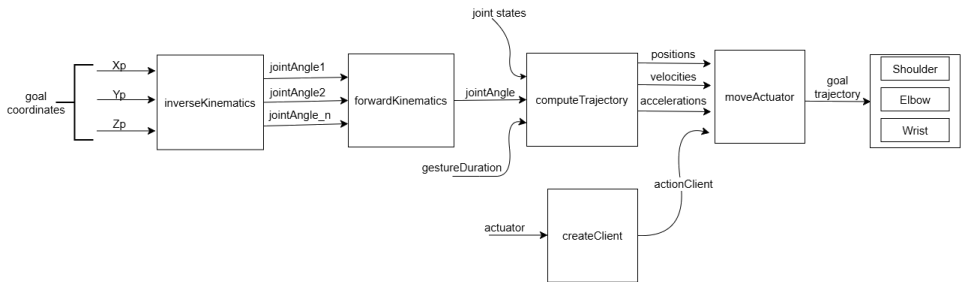 joint states
goal
coordinates
Xp
Yp
Zp
inverseKinematics
jointAngle1
jointAngle2
jointAngle_n
forwardKinematics
jointAngle
gestureDuration
computeTrajectory
positions
velocities
accelerations
moveActuator
goal
trajectory
Shoulder
Elbow
Wrist
actuator
createClient
actionClient